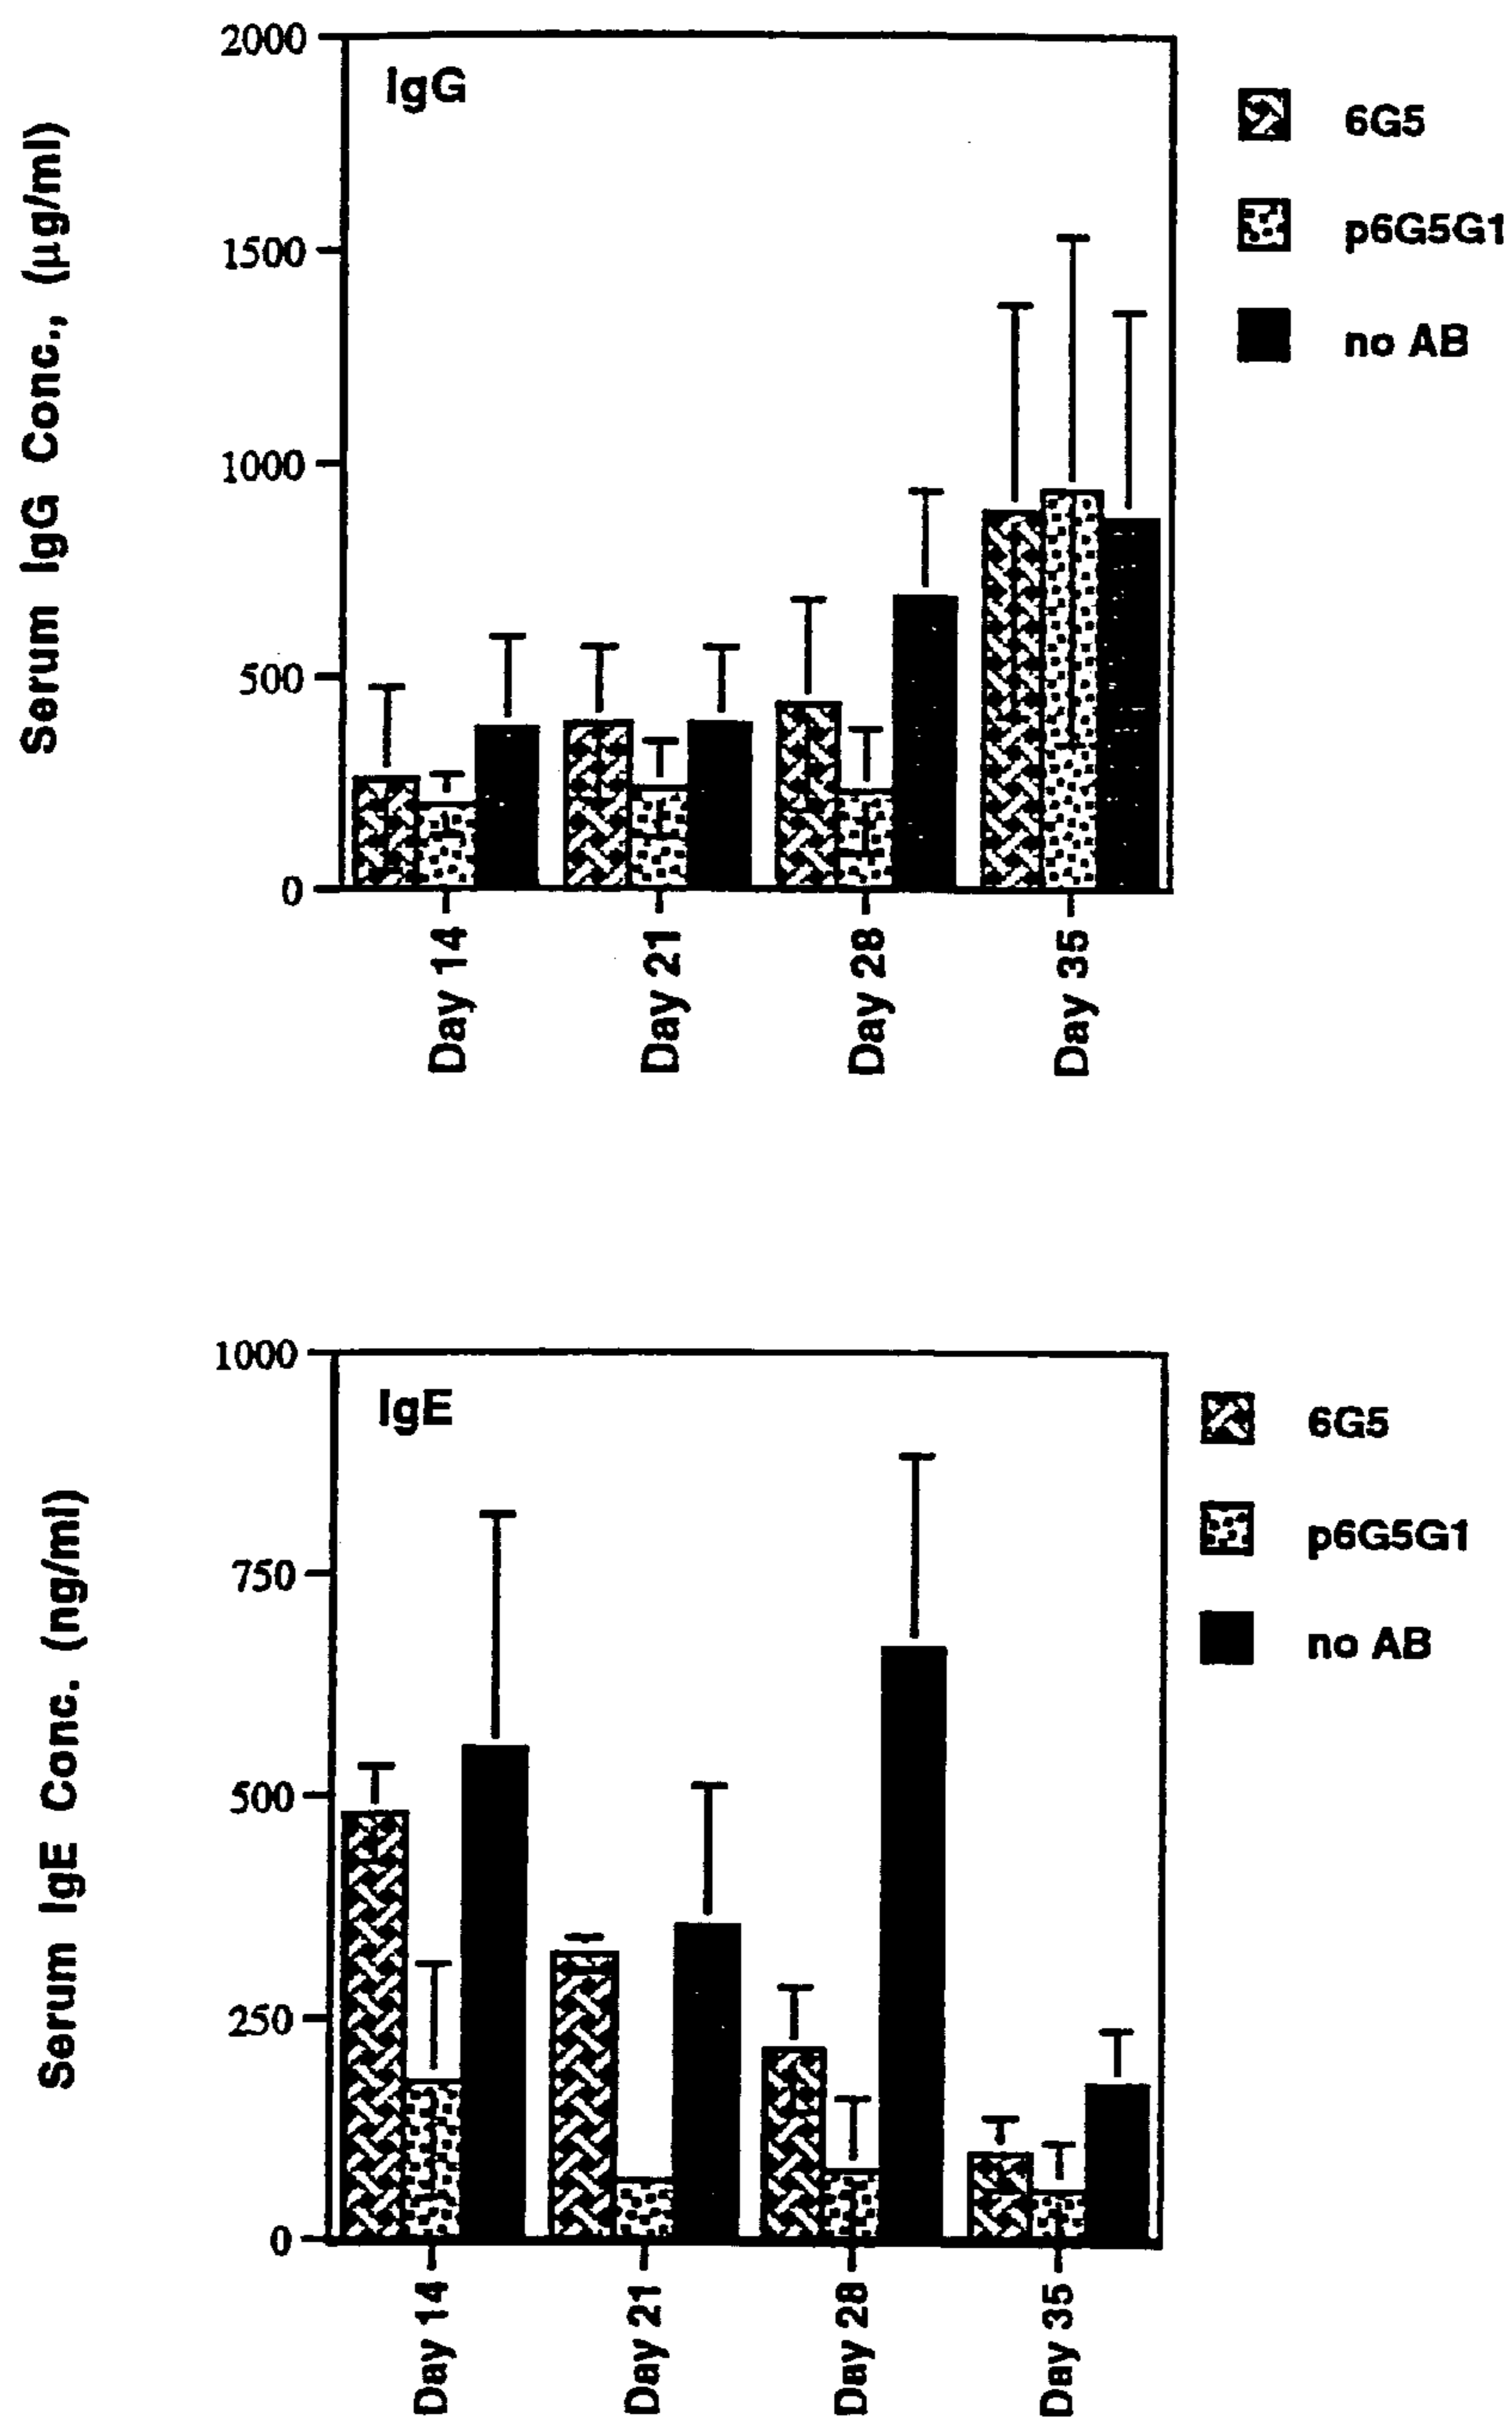 Serum IgG Conc., (µg/ml)
2000
1500
1000
500
0
IgG
6G5
p6G5G1
no AB
Day 14
Day 21
Day 28
Day 35
Serum IgE Conc. (ng/ml)
1000
750
500
250
0
IgE
6G5
p6G5G1
no AB
Day 14
Day 21
Day 28
Day 35